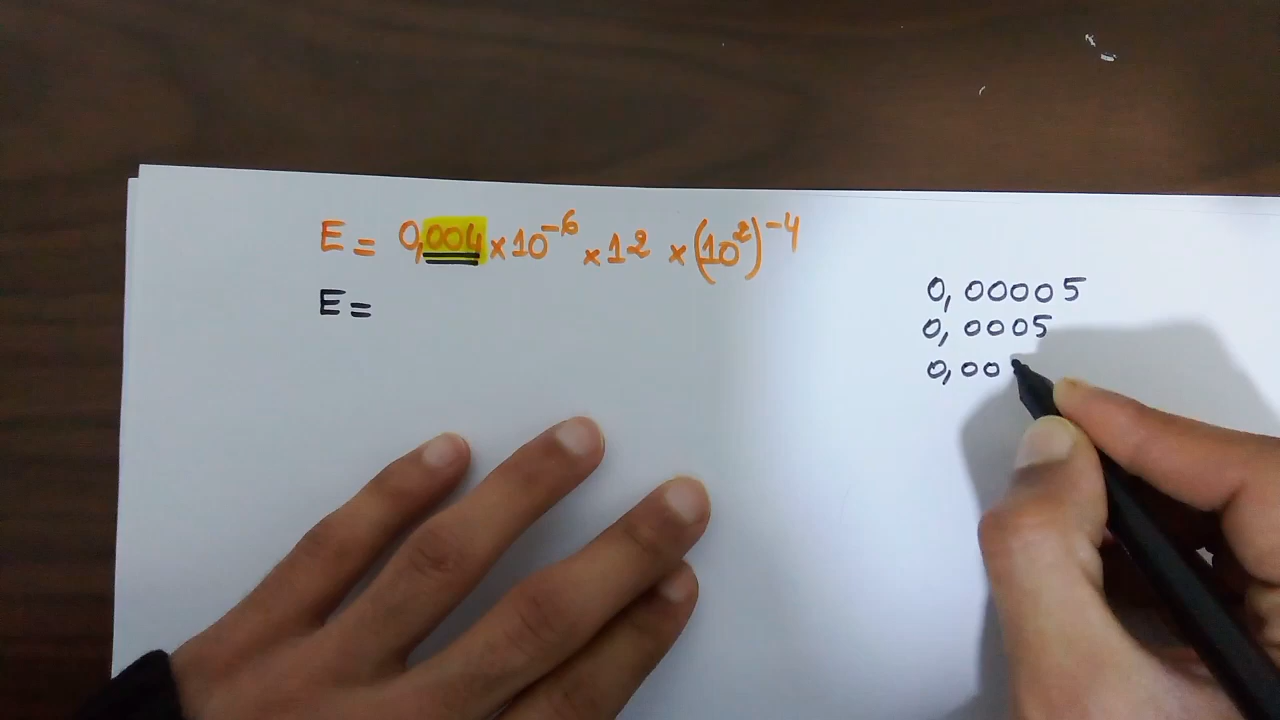 E = 0,004 × 10⁻⁶ × 12 × (10²)⁻⁴
E =
0,00005
0,0005
0,00